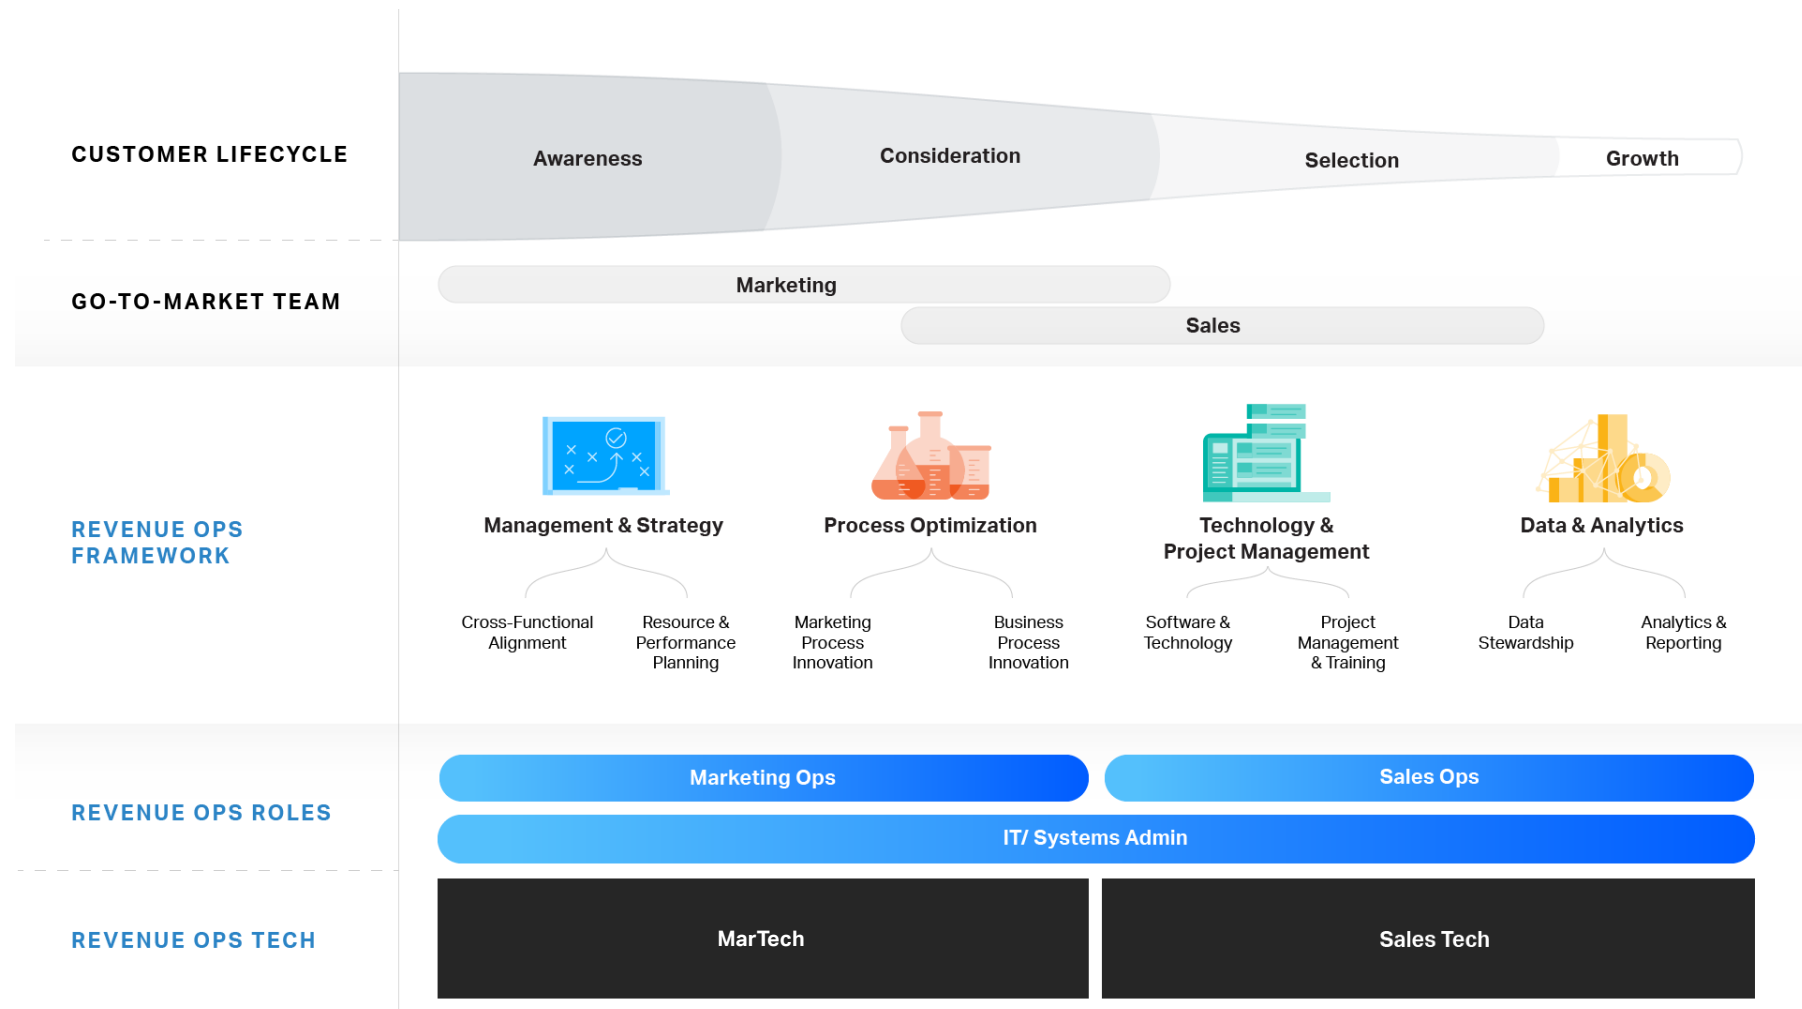 CUSTOMER LIFECYCLE
Awareness
Consideration
Selection
Growth
GO-TO-MARKET TEAM
Marketing
Sales
REVENUE OPS
FRAMEWORK
Management & Strategy
Cross-Functional
Alignment
Resource &
Performance
Planning
Process Optimization
Marketing
Process
Innovation
Business
Process
Innovation
Technology &
Project Management
Software &
Technology
Project
Management
& Training
Data & Analytics
Data
Stewardship
Analytics &
Reporting
REVENUE OPS ROLES
Marketing Ops
Sales Ops
IT/ Systems Admin
REVENUE OPS TECH
MarTech
Sales Tech